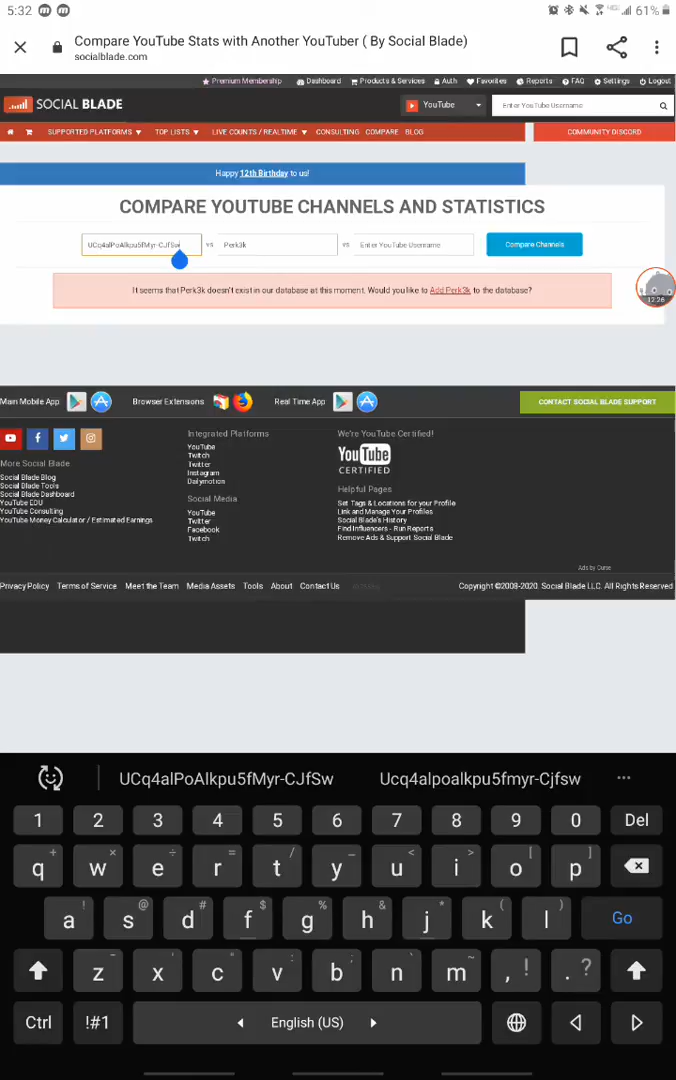 5:32 61%
Compare YouTube Stats with Another YouTuber ( By Social Blade)
socialblade.com
Premium Membership Dashboard Products & Services Auth Favorites Reports FAQ Settings Logout
SOCIAL BLADE YouTube Enter YouTube Username
SUPPORTED PLATFORMS TOP LISTS LIVE COUNTS / REALTIME CONSULTING COMPARE BLOG COMMUNITY DISCORD
Happy 12th Birthday to us!
COMPARE YOUTUBE CHANNELS AND STATISTICS
UCq4alPoAlkpu5fMyr-CJfSw vs Perk3k vs Enter YouTube Username Compare Channels
It seems that Perk3k doesn't exist in our database at this moment. Would you like to Add Perk3k to the database?
12:26
Main Mobile App Browser Extensions Real Time App CONTACT SOCIAL BLADE SUPPORT
More Social Blade
Social Blade Blog
Social Blade Tools
Social Blade Dashboard
YouTube EDU
YouTube Consulting
YouTube Money Calculator / Estimated Earnings
Integrated Platforms
YouTube
Twitch
Twitter
Instagram
Dailymotion
Social Media
YouTube
Twitter
Facebook
Twitch
We're YouTube Certified!
YouTube
CERTIFIED
Helpful Pages
Set Tags & Locations for your Profile
Link and Manage Your Profiles
Social Blade's History
Find Influencers - Run Reports
Remove Ads & Support Social Blade
Ads by Curse
Privacy Policy Terms of Service Meet the Team Media Assets Tools About Contact Us Copyright ©2008-2020, Social Blade LLC. All Rights Reserved
UCq4alPoAlkpu5fMyr-CJfSw Ucq4alpoalkpu5fmyr-Cjfsw ...
1 2 3 4 5 6 7 8 9 0 Del
+ × ÷ = / _ < > [ ]
q w e r t y u i o p
! @ # $ % ^ & * ( )
a s d f g h j k l Go
- ' " : ; , ~ ! ?
z x c v b n m , .
Ctrl !#1 English (US)